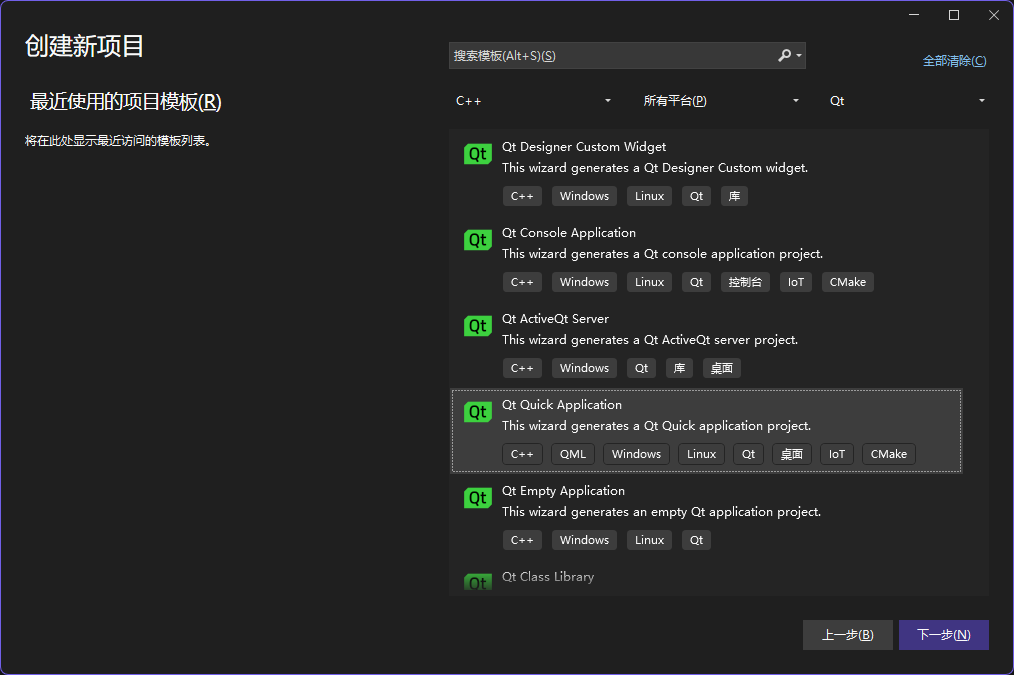 创建新项目
搜索模板(Alt+S)(S)
全部清除(C)
最近使用的项目模板(R)
将在此处显示最近访问的模板列表。
C++ 所有平台(P) Qt
Qt Qt Designer Custom Widget
This wizard generates a Qt Designer Custom widget.
C++ Windows Linux Qt 库
Qt Qt Console Application
This wizard generates a Qt console application project.
C++ Windows Linux Qt 控制台 IoT CMake
Qt Qt ActiveQt Server
This wizard generates a Qt ActiveQt server project.
C++ Windows Qt 库 桌面
Qt Qt Quick Application
This wizard generates a Qt Quick application project.
C++ QML Windows Linux Qt 桌面 IoT CMake
Qt Qt Empty Application
This wizard generates an empty Qt application project.
C++ Windows Linux Qt
Qt Qt Class Library
上一步(B) 下一步(N)